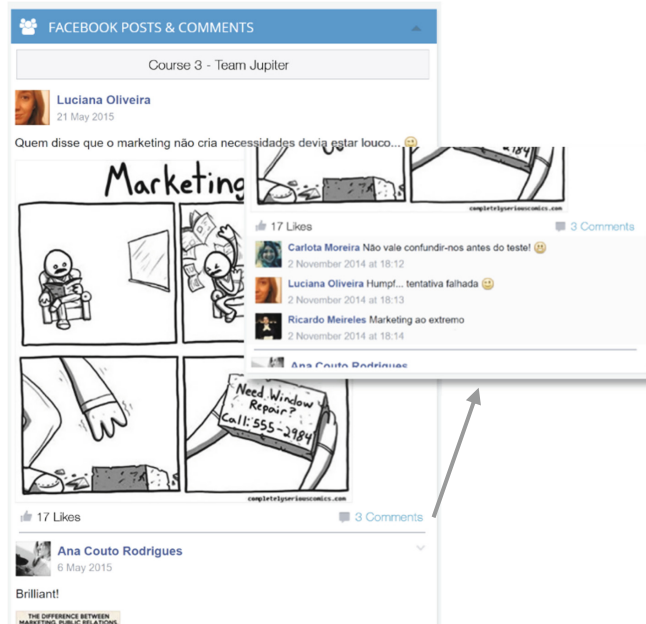 FACEBOOK POSTS & COMMENTS
Course 3 - Team Jupiter
Luciana Oliveira
21 May 2015
Quem disse que o marketing não cria necessidades devia estar louco...
Marketing
Need Window
Repair?
Call: 555-2984
completelyseriouscomics.com
17 Likes
3 Comments
Ana Couto Rodrigues
6 May 2015
Brilliant!
THE DIFFERENCE BETWEEN
MARKETING, PUBLIC RELATIONS,
2984
completelyseriouscomics.com
17 Likes
3 Comments
Carlota Moreira Não vale confundir-nos antes do teste!
2 November 2014 at 18:12
Luciana Oliveira Humpf... tentativa falhada
2 November 2014 at 18:13
Ricardo Meireles Marketing ao extremo
2 November 2014 at 18:14
Ana Couto Rodrigues